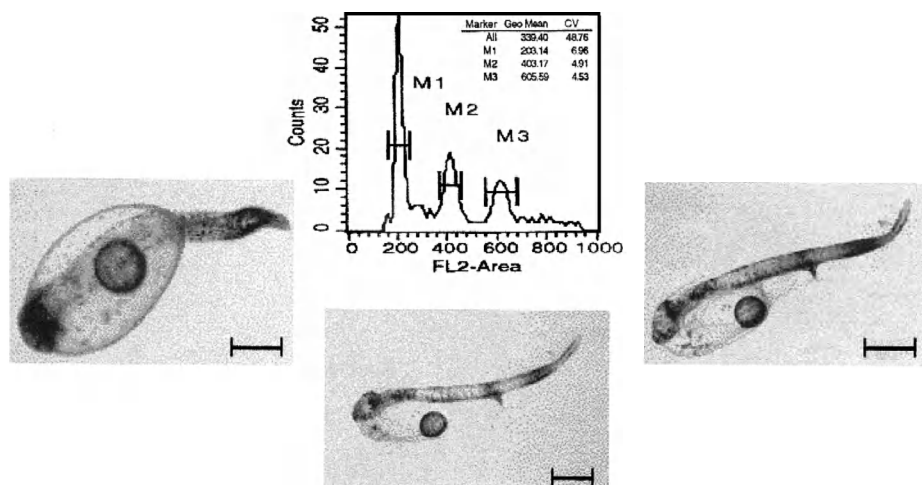 Marker Geo Mean CV
All 339.40 48.76
M1 203.14 6.96
M2 403.17 4.91
M3 605.59 4.53
M1
M2
M3
50
40
30
20
10
0
Counts
0 200 400 600 800 1000
FL2-Area